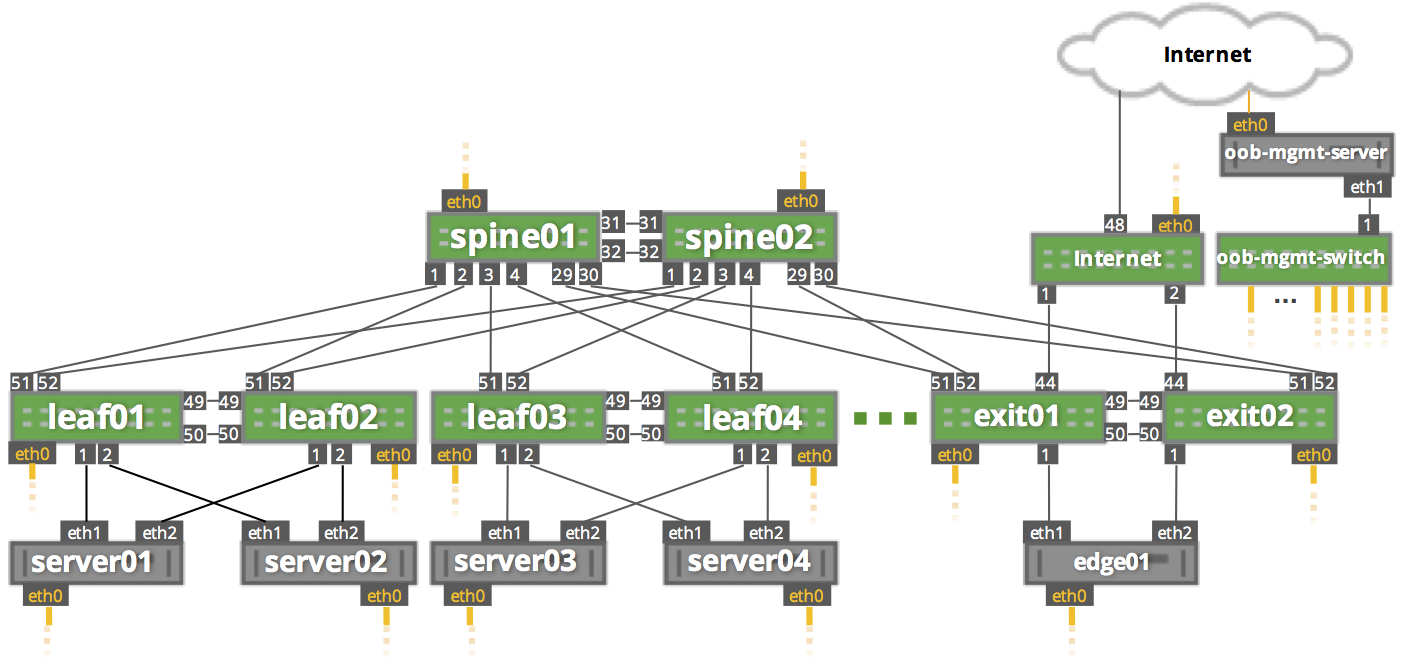 Internet
eth0
oob-mgmt-server
eth1
eth0 eth0 48 eth0 1
spine01 31 31 spine02 Internet oob-mgmt-switch
32 32
1 2 3 4 29 30 1 2 3 4 29 30 1 2 ...
51 52 51 52 51 52 51 52 51 52 44 44 51 52
leaf01 49 49 leaf02 leaf03 49 49 leaf04 exit01 49 49 exit02
50 50 50 50 50 50
eth0 1 2 1 2 eth0 eth0 1 2 1 2 eth0 eth0 1 1 eth0
eth1 eth2 eth1 eth2 eth1 eth2 eth1 eth2 eth1 eth2
server01 server02 server03 server04 edge01
eth0 eth0 eth0 eth0 eth0